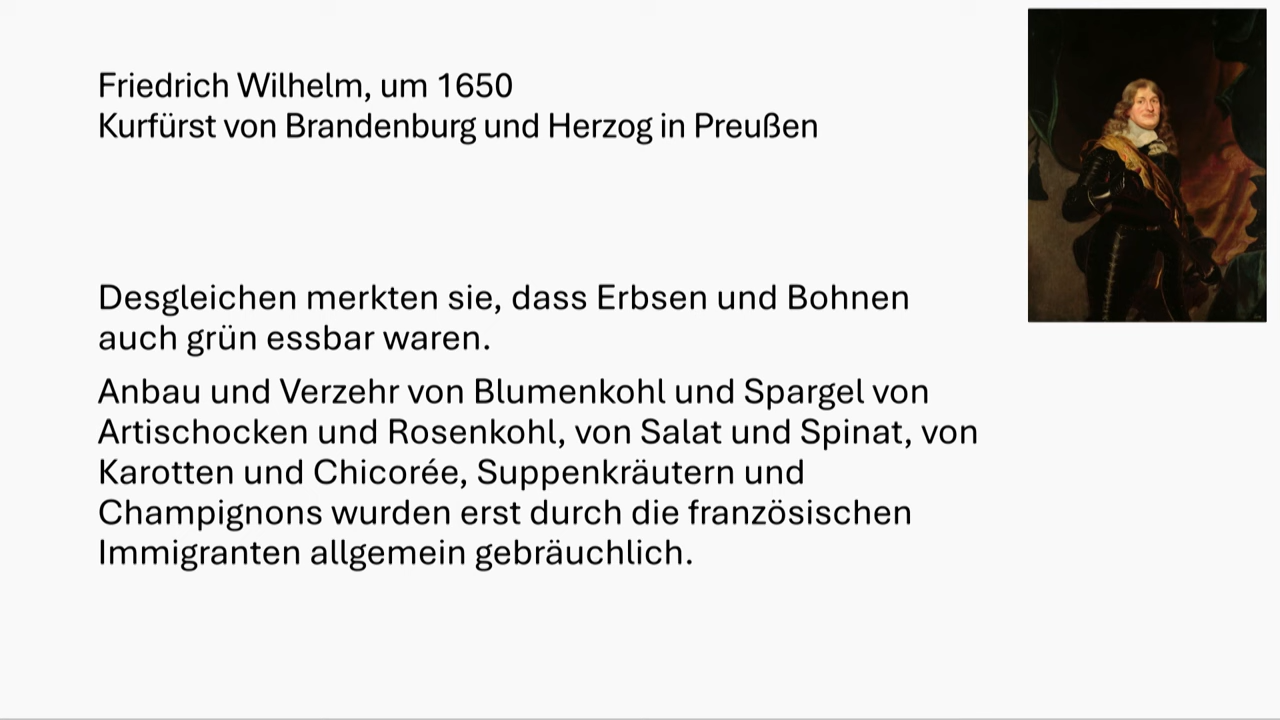 Friedrich Wilhelm, um 1650
Kurfürst von Brandenburg und Herzog in Preußen
Desgleichen merkten sie, dass Erbsen und Bohnen
auch grün essbar waren.
Anbau und Verzehr von Blumenkohl und Spargel von
Artischocken und Rosenkohl, von Salat und Spinat, von
Karotten und Chicorée, Suppenkräutern und
Champignons wurden erst durch die französischen
Immigranten allgemein gebräuchlich.